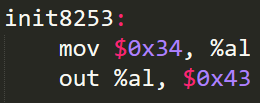 init8253:
    mov $0x34, %al
    out %al, $0x43